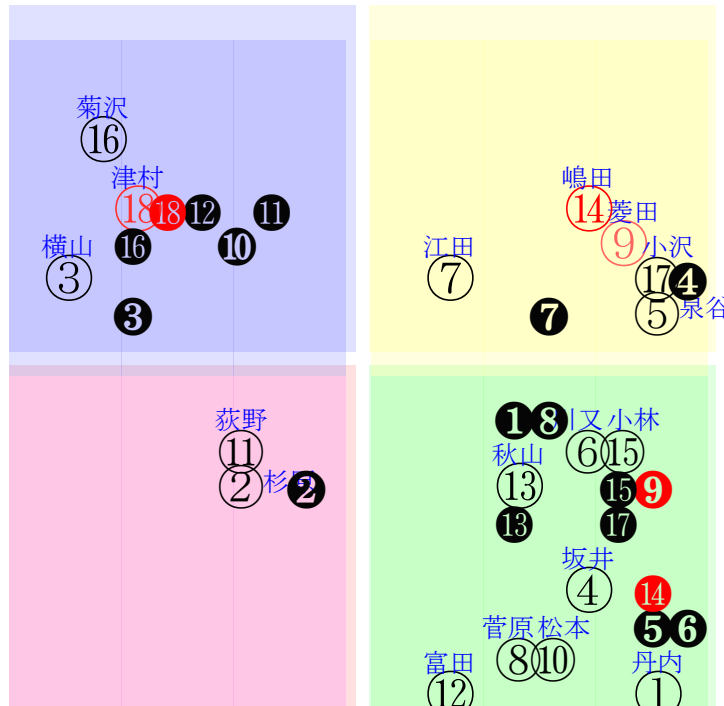 菊沢
⑯
津村
⑱ ⓲ ⓬ ⓫
横山 ⓰ ❿
③
❸
嶋田
⑭ 菱田
⑨
江田 小沢
⑦ ⑰ ❹
❼ ⑤ 泉谷
荻野
⑪
② 杉 ❷
❶ ❽ 川又 小林
⑥ ⑮
秋山
⑬ ⓯ ❾
⓭ ⓱
坂井
④ ⓮
❺ ❻
菅原 松本
⑧ ⑩
富田 丹内
⑫ ①